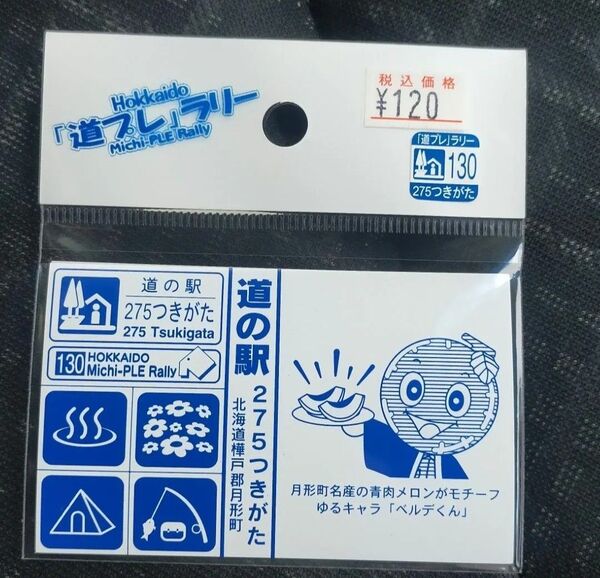 Hokkaido
「道プレ」ラリー
Michi-PLE Rally
税込価格
¥120
「道プレ」ラリー
130
275つきがた
道の駅
275つきがた
275 Tsukigata
130 HOKKAIDO
Michi-PLE Rally
道の駅 275つきがた
北海道樺戸郡月形町
月形町名産の青肉メロンがモチーフ
ゆるキャラ「ベルデくん」